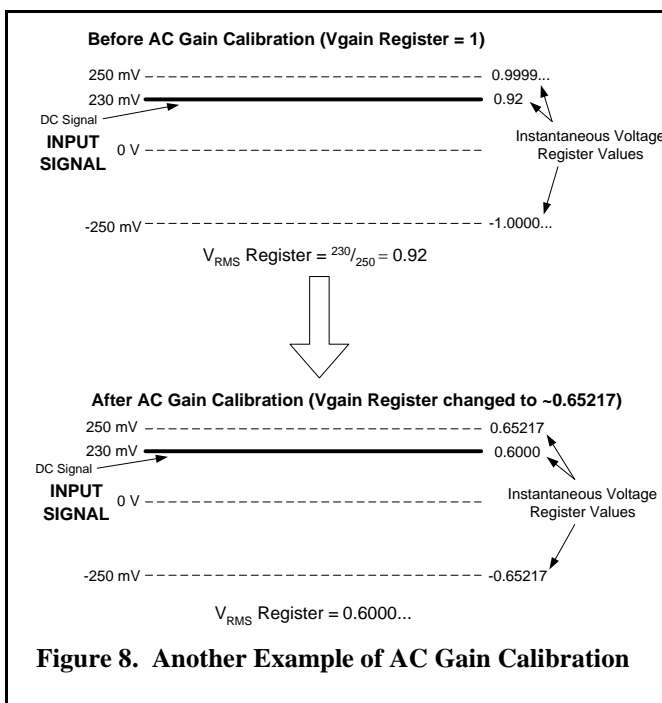 Before AC Gain Calibration (Vgain Register = 1)
250 mV 0.9999...
230 mV 0.92
DC Signal
INPUT SIGNAL
0 V
Instantaneous Voltage Register Values
-250 mV -1.0000...
VRMS Register = 230/250 = 0.92
After AC Gain Calibration (Vgain Register changed to ~0.65217)
250 mV 0.65217
230 mV 0.6000
DC Signal
INPUT SIGNAL
0 V
Instantaneous Voltage Register Values
-250 mV -0.65217
VRMS Register = 0.6000...
Figure 8. Another Example of AC Gain Calibration